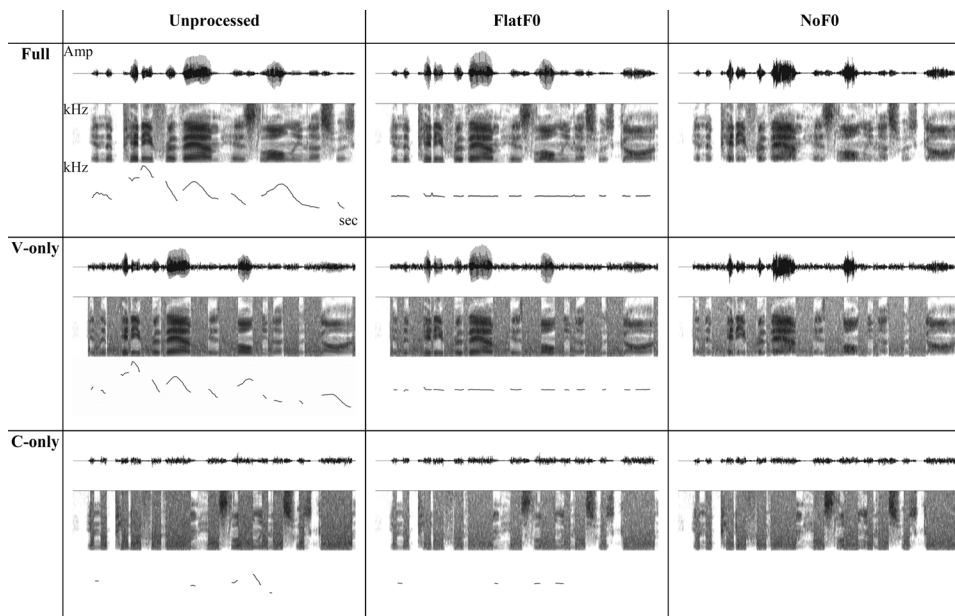 Unprocessed FlatF0 NoF0
Full
Amp
kHz
kHz
sec
V-only
C-only